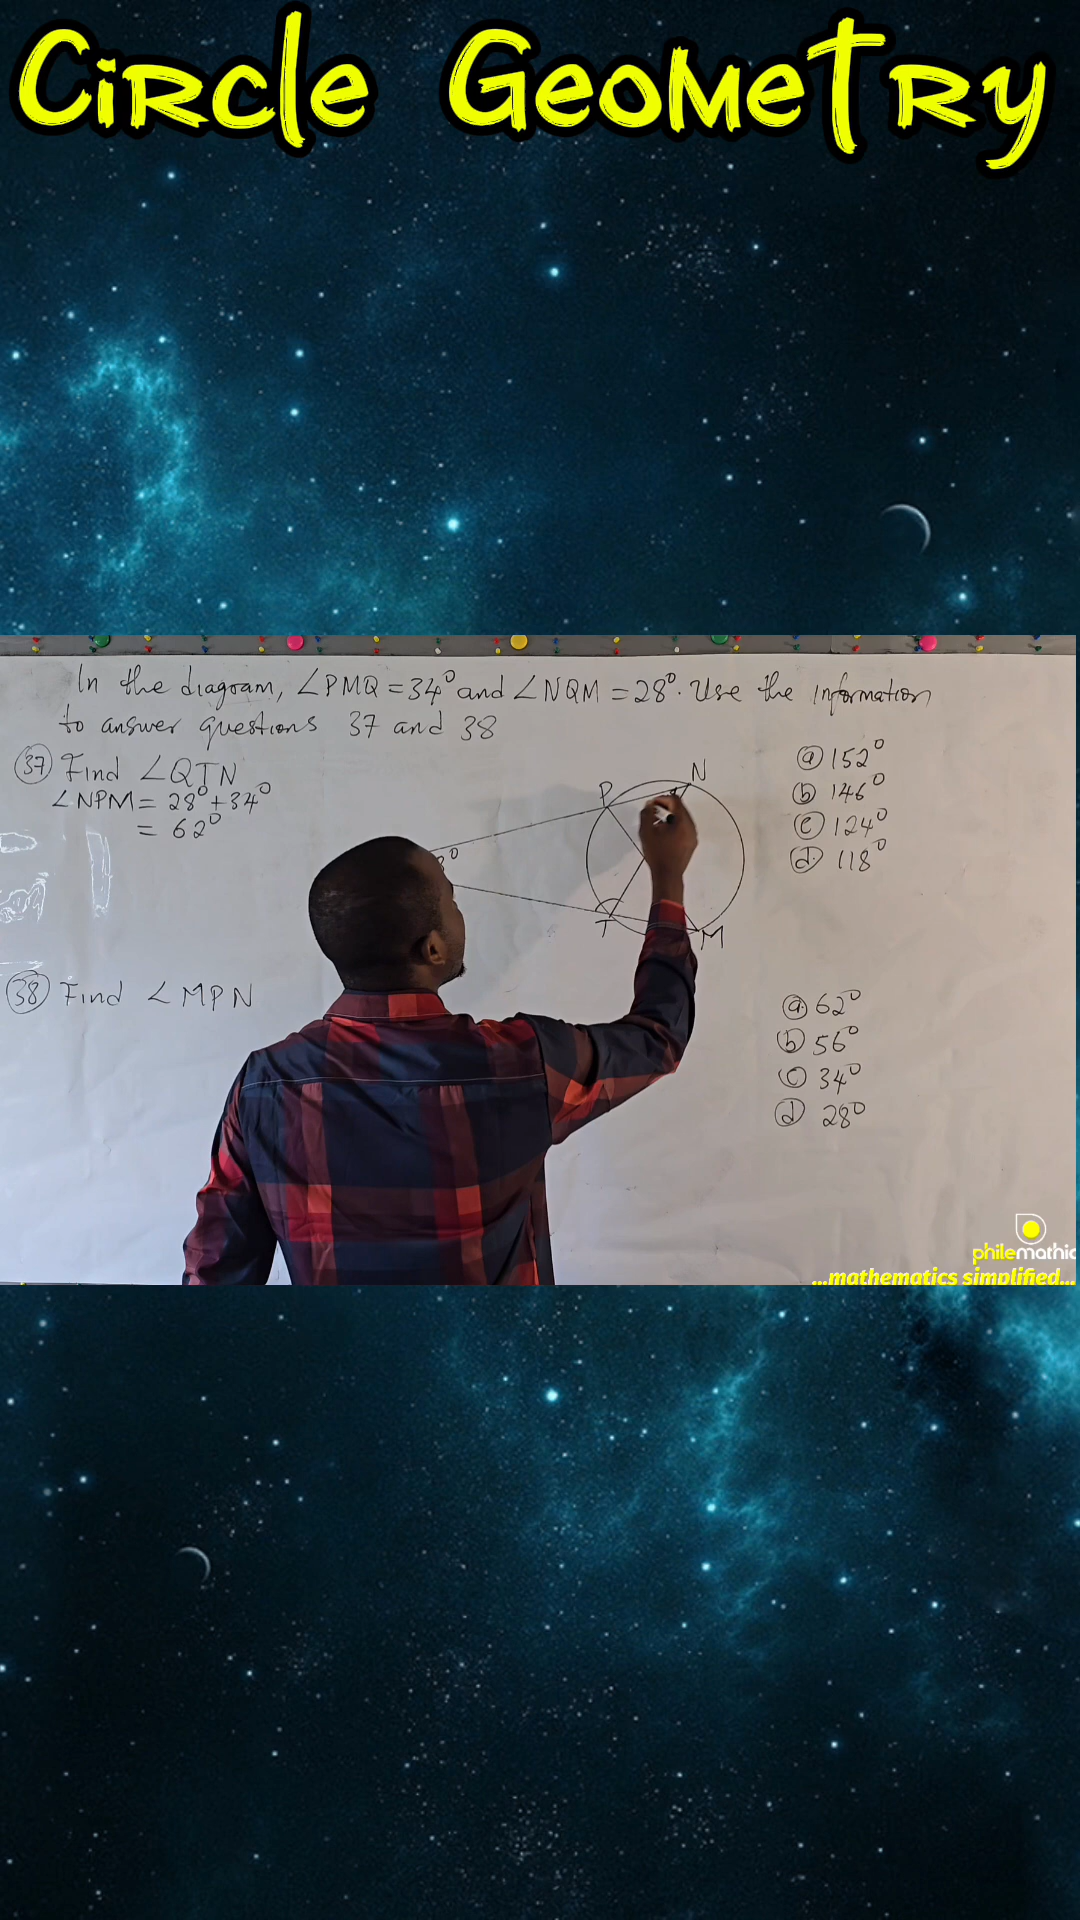 Circle Geometry
In the diagram, ∠PMQ = 34° and ∠NQM = 28°. Use the information
to answer questions 37 and 38
37 Find ∠QTN
∠NPM = 28° + 34°
= 62°
a 152°
b 146°
c 124°
d 118°
N
P
T
M
38 Find ∠MPN
a 62°
b 56°
c 34°
d 28°
philemathic
...mathematics simplified...